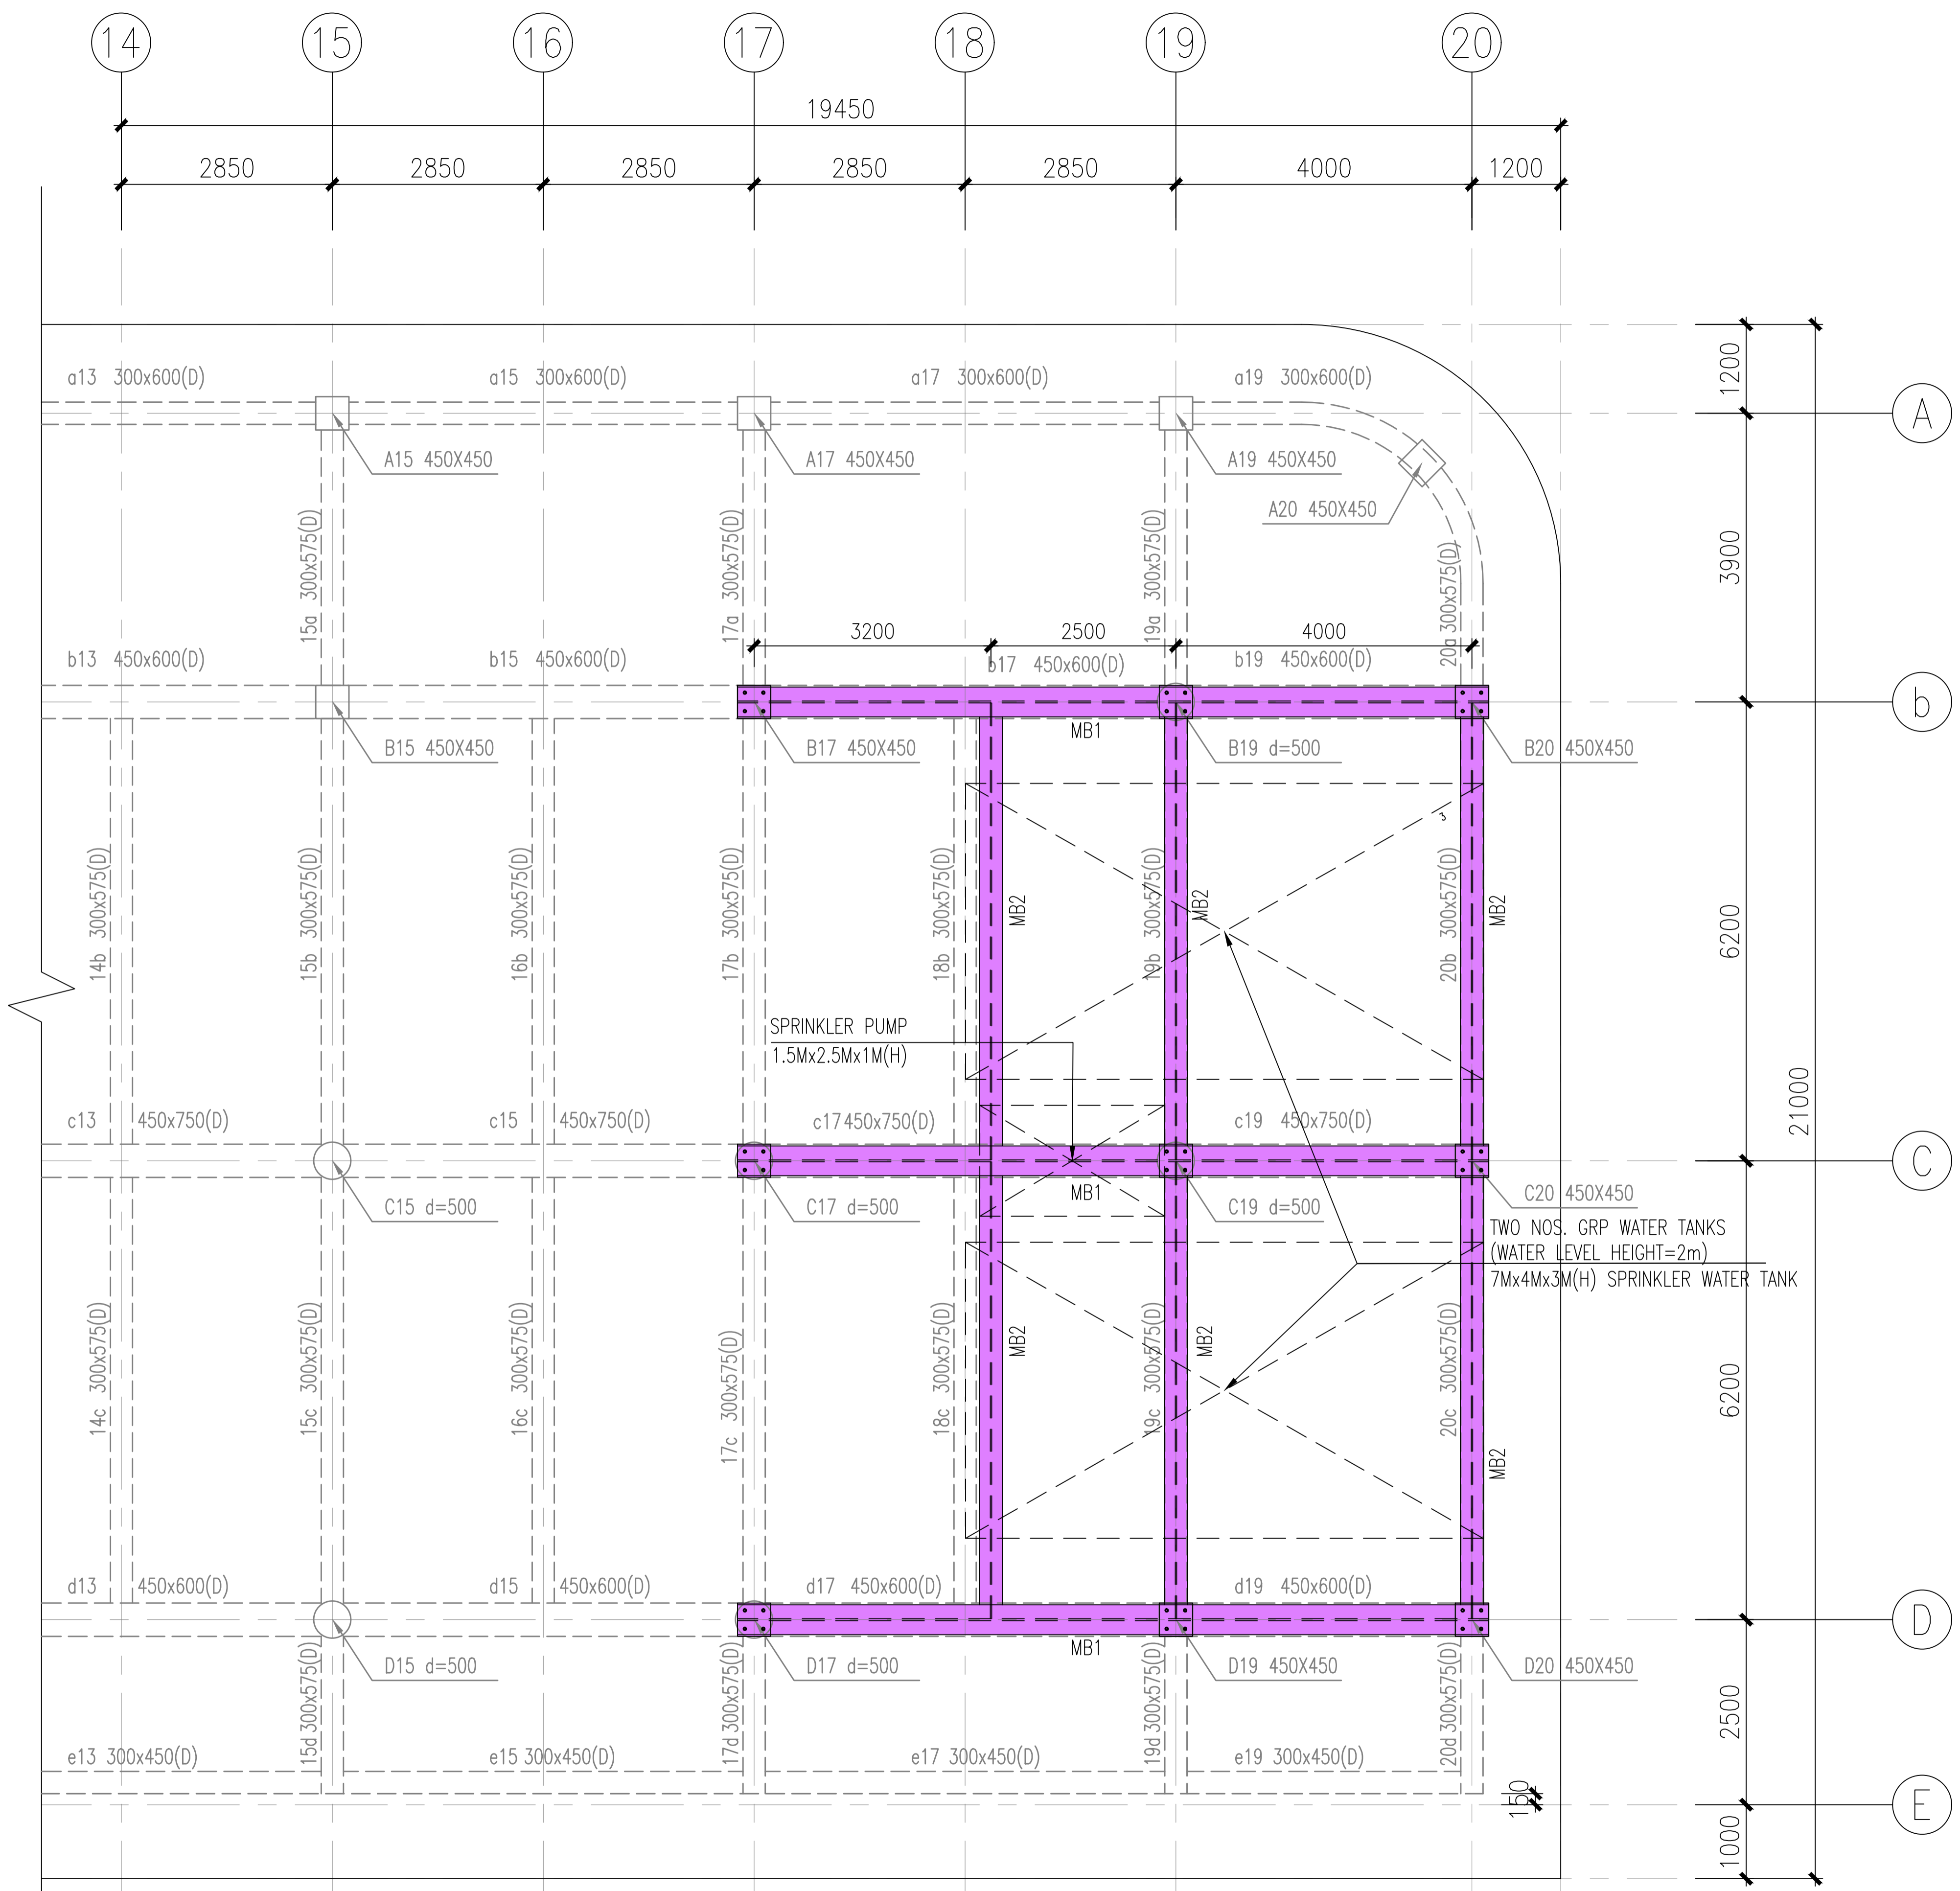 14 15 16 17 18 19 20
19450
2850 2850 2850 2850 2850 4000 1200
1200
A
3900
b
6200
C
6200
21000
D
2500
E
150
1000
a13 300x600(D)
a15 300x600(D)
a17 300x600(D)
a19 300x600(D)
A15 450X450
A17 450X450
A19 450X450
A20 450X450
15a 300x575(D)
17a 300x575(D)
19a 300x575(D)
20a 300x575(D)
3200 2500 4000
b13 450x600(D)
b15 450x600(D)
b17 450x600(D)
b19 450x600(D)
MB1
B15 450X450
B17 450X450
B19 d=500
B20 450X450
3
14b 300x575(D)
15b 300x575(D)
16b 300x575(D)
17b 300x575(D)
18b 300x575(D)
MB2
19b 300x575(D)
MB2
20b 300x575(D)
MB2
SPRINKLER PUMP
1.5Mx2.5Mx1M(H)
c13 450x750(D)
c15 450x750(D)
c17 450x750(D)
c19 450x750(D)
MB1
C15 d=500
C17 d=500
C19 d=500
C20 450X450
TWO NOS. GRP WATER TANKS
(WATER LEVEL HEIGHT=2m)
7Mx4Mx3M(H) SPRINKLER WATER TANK
14c 300x575(D)
15c 300x575(D)
16c 300x575(D)
17c 300x575(D)
18c 300x575(D)
MB2
19c 300x575(D)
MB2
20c 300x575(D)
MB2
d13 450x600(D)
d15 450x600(D)
d17 450x600(D)
d19 450x600(D)
MB1
D15 d=500
D17 d=500
D19 450X450
D20 450X450
15d 300x575(D)
17d 300x575(D)
19d 300x575(D)
20d 300x575(D)
e13 300x450(D)
e15 300x450(D)
e17 300x450(D)
e19 300x450(D)